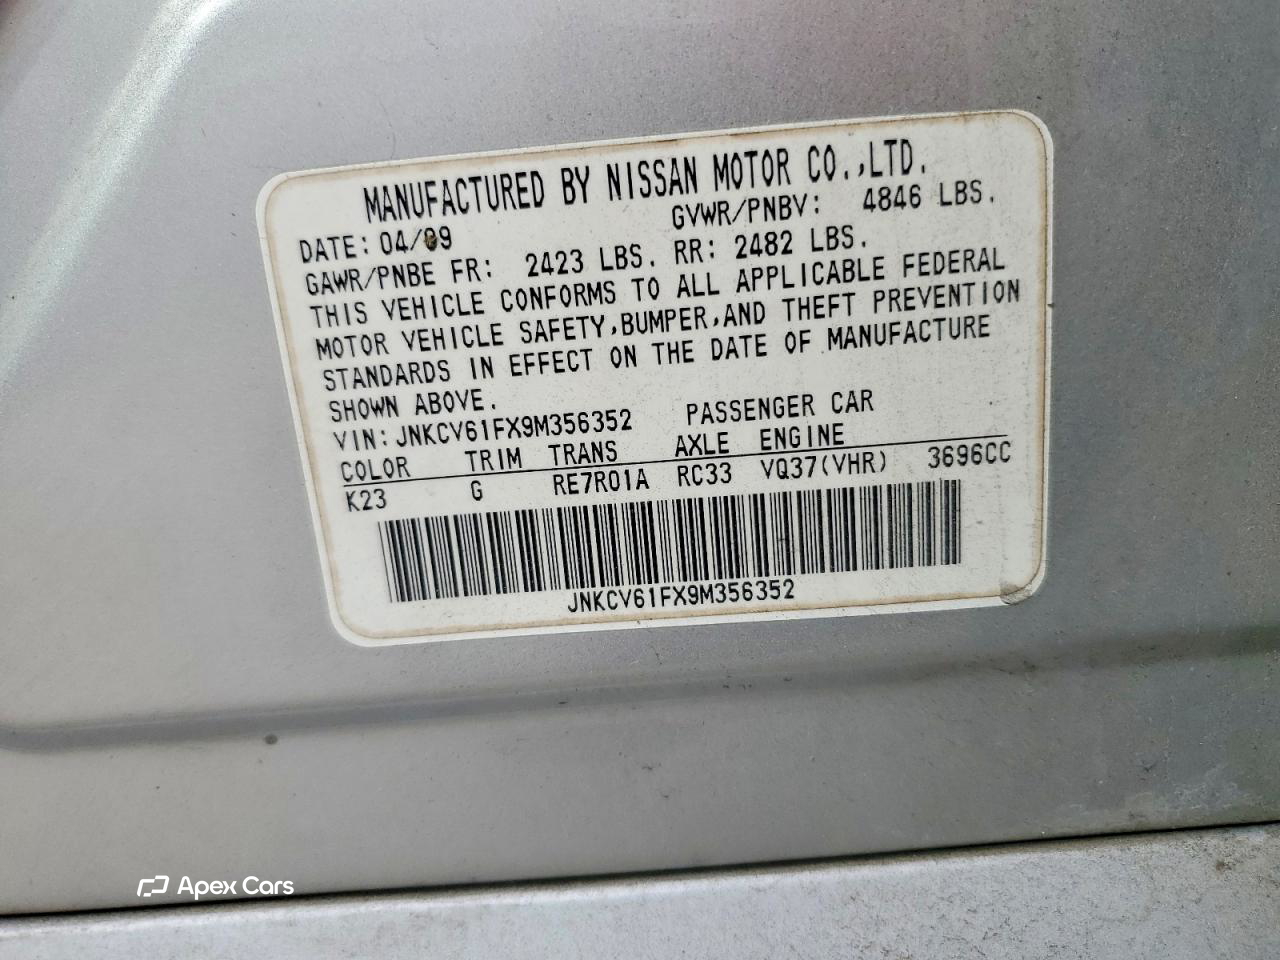 MANUFACTURED BY NISSAN MOTOR CO.,LTD.
DATE: 04/09 GVWR/PNBV: 4846 LBS.
GAWR/PNBE FR: 2423 LBS. RR: 2482 LBS.
THIS VEHICLE CONFORMS TO ALL APPLICABLE FEDERAL
MOTOR VEHICLE SAFETY,BUMPER,AND THEFT PREVENTION
STANDARDS IN EFFECT ON THE DATE OF MANUFACTURE
SHOWN ABOVE.
VIN: JNKCV61FX9M356352 PASSENGER CAR
COLOR TRIM TRANS AXLE ENGINE
K23 G RE7R01A RC33 VQ37(VHR) 3696CC
JNKCV61FX9M356352
Apex Cars